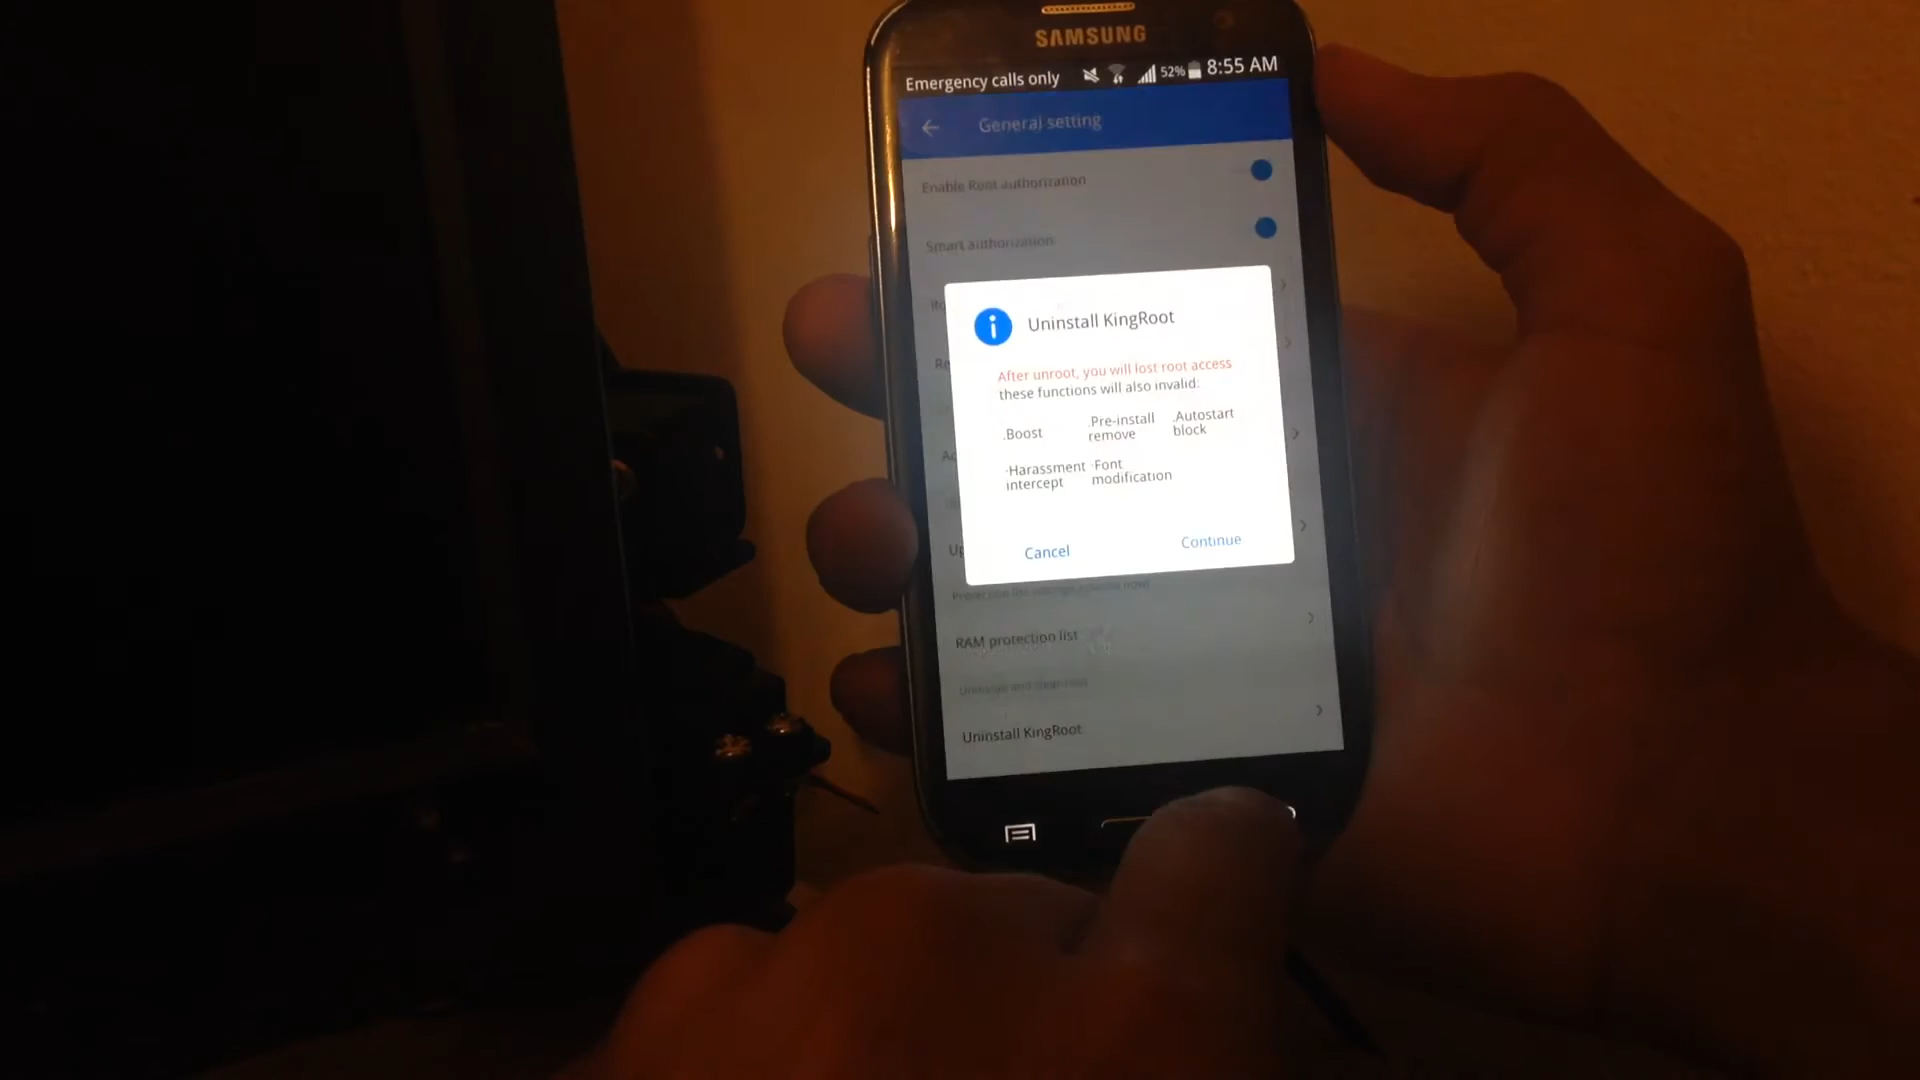 SAMSUNG
Emergency calls only 52% 8:55 AM
General setting
Enable Root authorization
Smart authorization
Uninstall KingRoot
After unroot, you will lost root access
these functions will also invalid:
.Boost
.Pre-install
remove
.Autostart
block
·Harassment
intercept
·Font
modification
Cancel
Continue
RAM protection list
Uninstall KingRoot